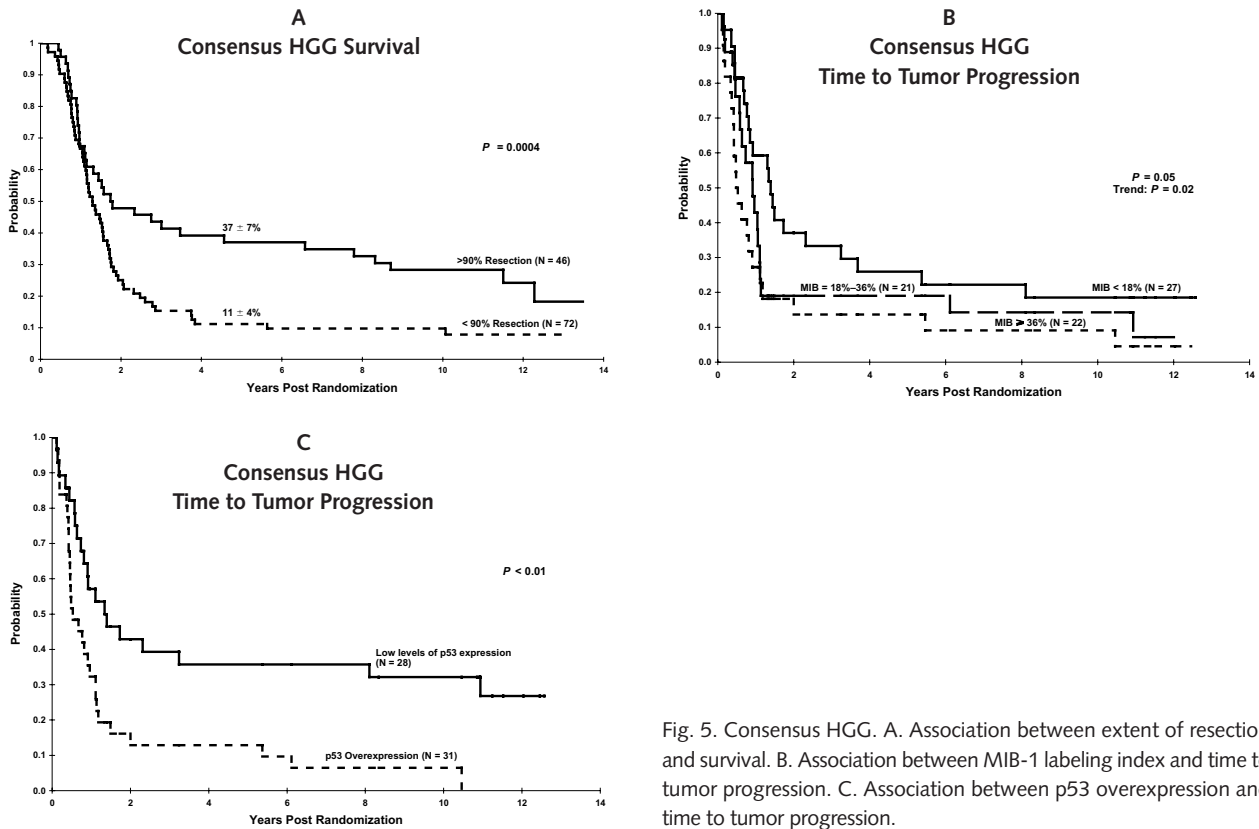 A
Consensus HGG Survival
1
0.9
0.8
0.7
0.6
0.5
0.4
0.3
0.2
0.1
0
Probability
P = 0.0004
37 ± 7%
>90% Resection (N = 46)
11 ± 4%
< 90% Resection (N = 72)
0 2 4 6 8 10 12 14
Years Post Randomization
B
Consensus HGG
Time to Tumor Progression
1.0
0.9
0.8
0.7
0.6
0.5
0.4
0.3
0.2
0.1
0.0
Probability
P = 0.05
Trend: P = 0.02
MIB = 18%–36% (N = 21)
MIB < 18% (N = 27)
MIB ⩾ 36% (N = 22)
0 2 4 6 8 10 12 14
Years Post Randomization
C
Consensus HGG
Time to Tumor Progression
1.0
0.9
0.8
0.7
0.6
0.5
0.4
0.3
0.2
0.1
0.0
Probability
P < 0.01
Low levels of p53 expression
(N = 28)
p53 Overexpression (N = 31)
0 2 4 6 8 10 12 14
Years Post Randomization
Fig. 5. Consensus HGG. A. Association between extent of resectio
and survival. B. Association between MIB-1 labeling index and time t
tumor progression. C. Association between p53 overexpression an
time to tumor progression.